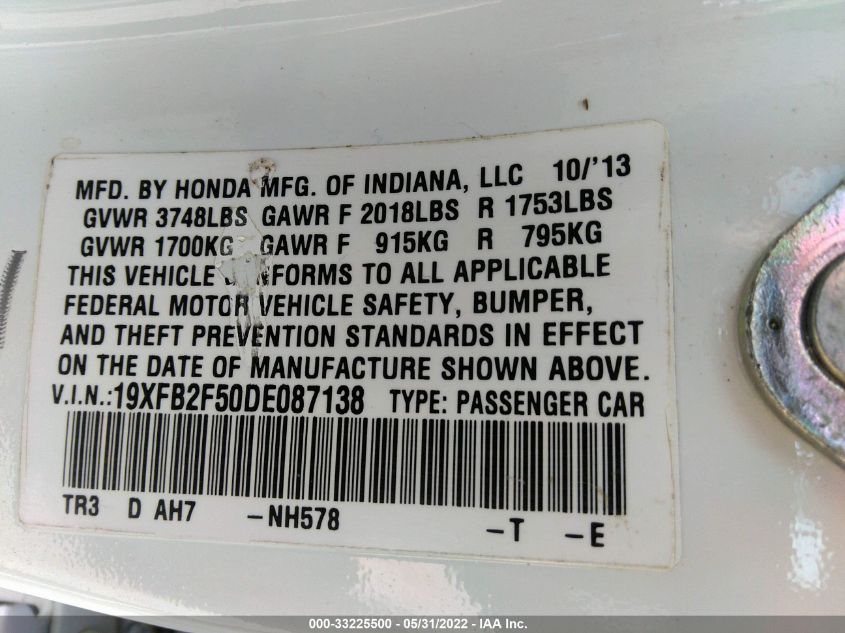 MFD. BY HONDA MFG. OF INDIANA, LLC 10/'13
GVWR 3748LBS GAWR F 2018LBS R 1753LBS
GVWR 1700KG GAWR F 915KG R 795KG
THIS VEHICLE CONFORMS TO ALL APPLICABLE
FEDERAL MOTOR VEHICLE SAFETY, BUMPER,
AND THEFT PREVENTION STANDARDS IN EFFECT
ON THE DATE OF MANUFACTURE SHOWN ABOVE.
V.I.N.:19XFB2F50DE087138 TYPE: PASSENGER CAR
TR3 D AH7 -NH578 -T -E
000-33225500 - 05/31/2022 - IAA Inc.